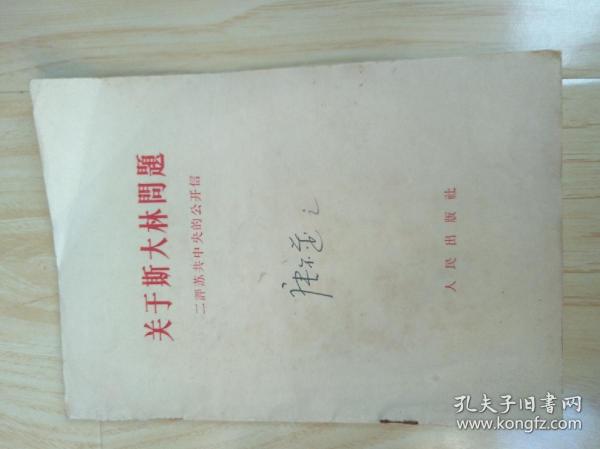 关于斯大林問題
二評苏共中央的公开信
人民出版社
孔夫子旧书网
www.kongfz.com